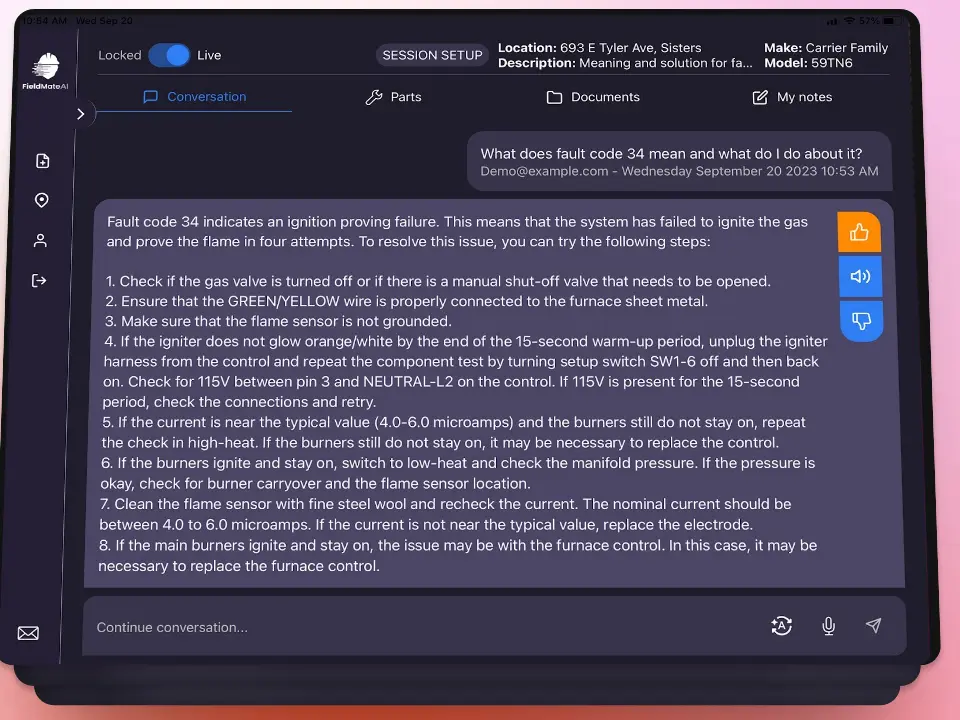 10:54 AM Wed Sep 20
57%
FieldMateAI
Locked
Live
SESSION SETUP
Location: 693 E Tyler Ave, Sisters
Description: Meaning and solution for fa...
Make: Carrier Family
Model: 59TN6
Conversation
Parts
Documents
My notes
What does fault code 34 mean and what do I do about it?
Demo@example.com - Wednesday September 20 2023 10:53 AM
Fault code 34 indicates an ignition proving failure. This means that the system has failed to ignite the gas
and prove the flame in four attempts. To resolve this issue, you can try the following steps:
1. Check if the gas valve is turned off or if there is a manual shut-off valve that needs to be opened.
2. Ensure that the GREEN/YELLOW wire is properly connected to the furnace sheet metal.
3. Make sure that the flame sensor is not grounded.
4. If the igniter does not glow orange/white by the end of the 15-second warm-up period, unplug the igniter
harness from the control and repeat the component test by turning setup switch SW1-6 off and then back
on. Check for 115V between pin 3 and NEUTRAL-L2 on the control. If 115V is present for the 15-second
period, check the connections and retry.
5. If the current is near the typical value (4.0-6.0 microamps) and the burners still do not stay on, repeat
the check in high-heat. If the burners still do not stay on, it may be necessary to replace the control.
6. If the burners ignite and stay on, switch to low-heat and check the manifold pressure. If the pressure is
okay, check for burner carryover and the flame sensor location.
7. Clean the flame sensor with fine steel wool and recheck the current. The nominal current should be
between 4.0 to 6.0 microamps. If the current is not near the typical value, replace the electrode.
8. If the main burners ignite and stay on, the issue may be with the furnace control. In this case, it may be
necessary to replace the furnace control.
Continue conversation...
A